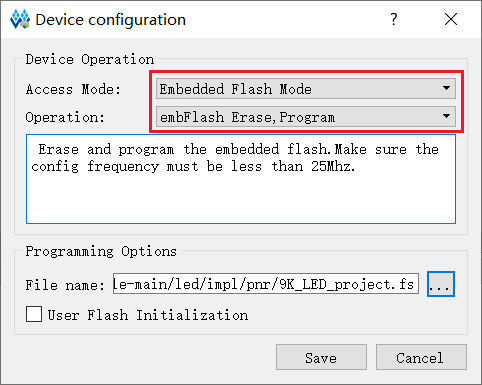 Device configuration
Device Operation
Access Mode: Embedded Flash Mode
Operation: embFlash Erase,Program
Erase and program the embedded flash.Make sure the
config frequency must be less than 25Mhz.
Programming Options
File name: le-main/led/impl/pnr/9K_LED_project.fs ...
User Flash Initialization
Save Cancel